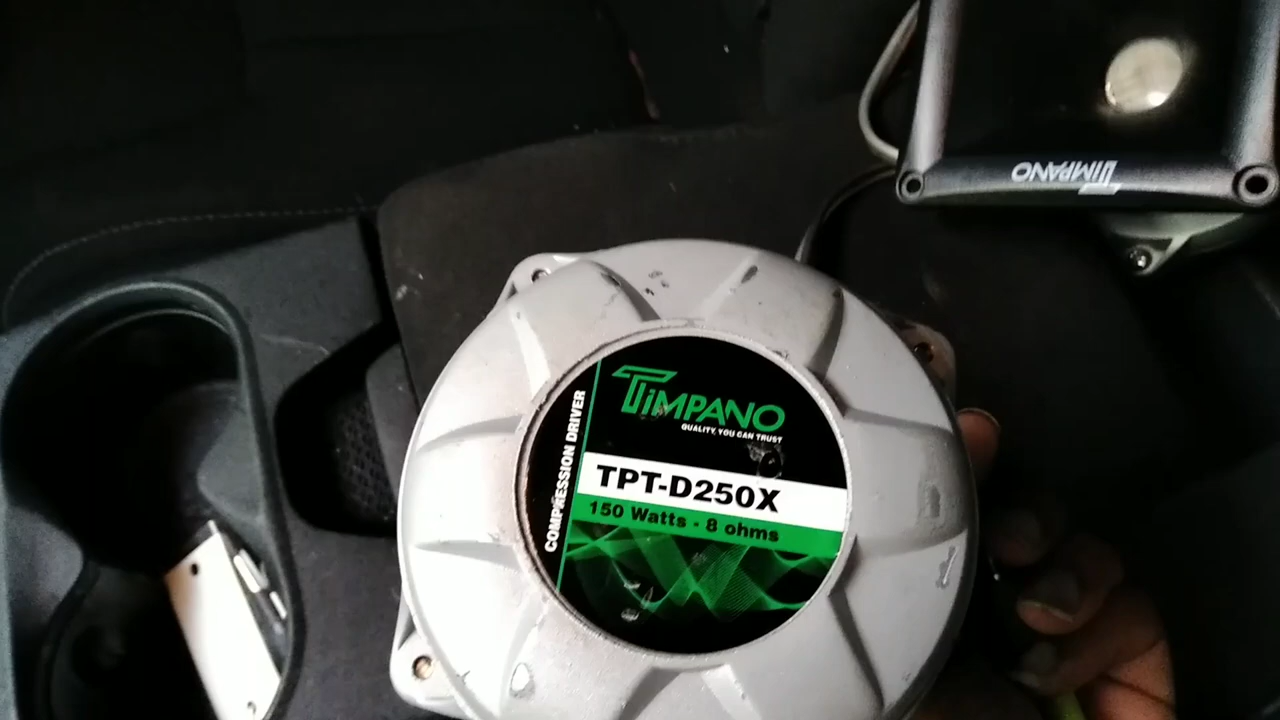 TIMPANO
TiMPANO
QUALITY, YOU CAN TRUST
COMPRESSION DRIVER
TPT-D250X
150 Watts - 8 ohms